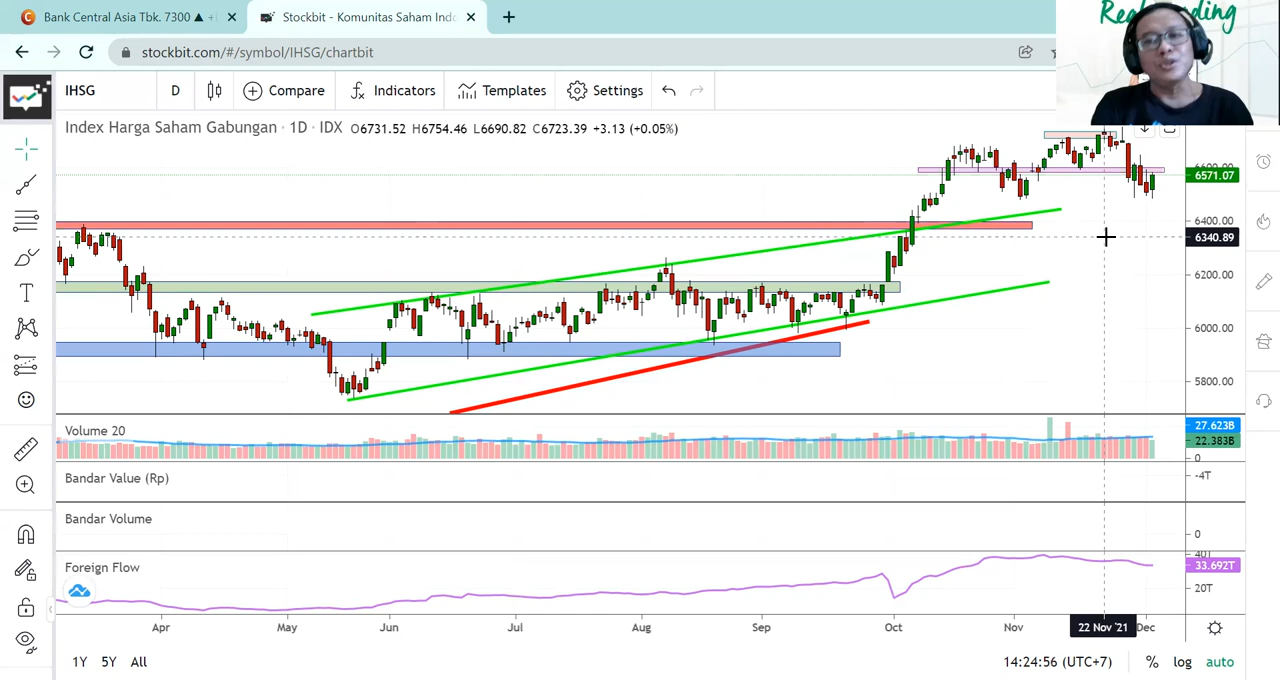 Bank Central Asia Tbk. 7300 ▲ +
Stockbit - Komunitas Saham Indo
stockbit.com/#/symbol/IHSG/chartbit
IHSG
D
Compare
Indicators
Templates
Settings
Index Harga Saham Gabungan · 1D · IDX O6731.52 H6754.46 L6690.82 C6723.39 +3.13 (+0.05%)
6600.00
6571.07
6400.00
6340.89
6200.00
6000.00
5800.00
Volume 20
27.623B
22.383B
0
Bandar Value (Rp)
-4T
Bandar Volume
0
Foreign Flow
40T
33.692T
20T
Apr May Jun Jul Aug Sep Oct Nov 22 Nov '21 Dec
1Y 5Y All
14:24:56 (UTC+7)
% log auto